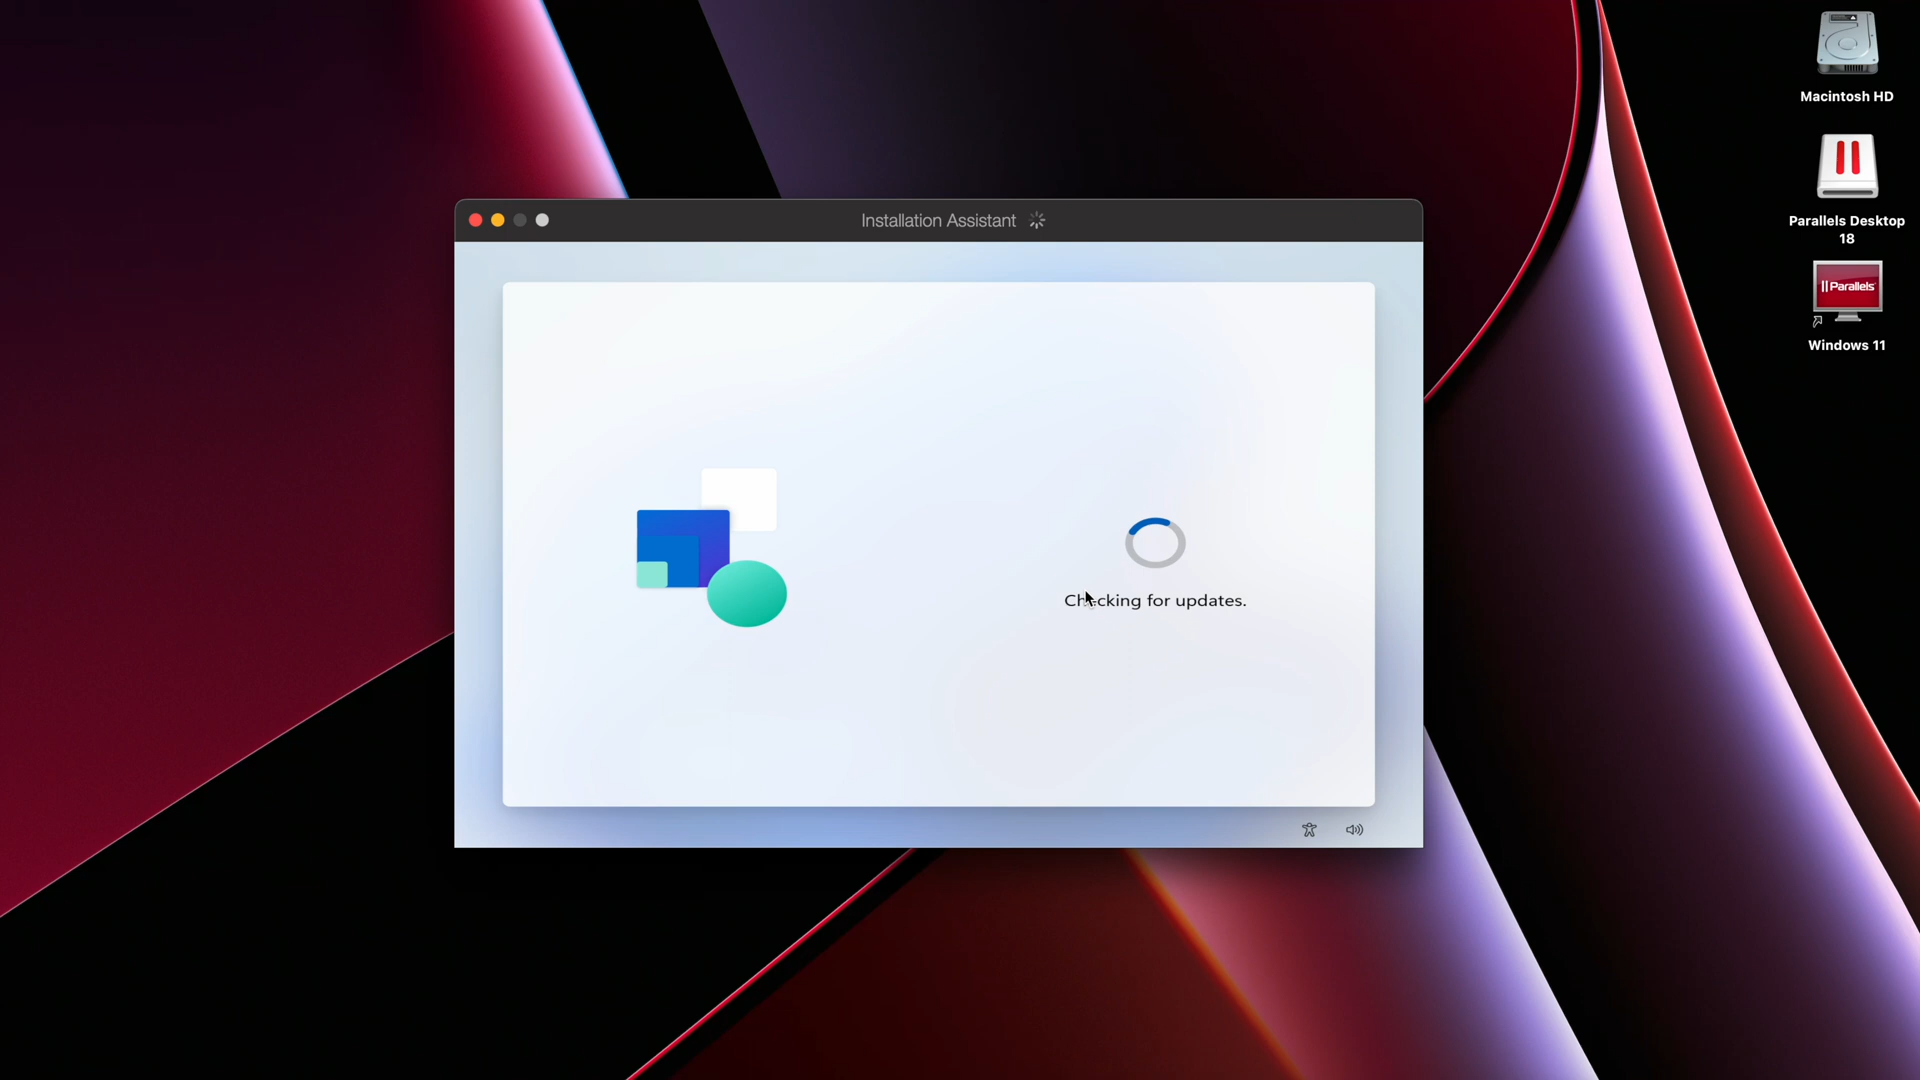 Macintosh HD
Parallels Desktop
18
Parallels
Windows 11
Installation Assistant
Checking for updates.